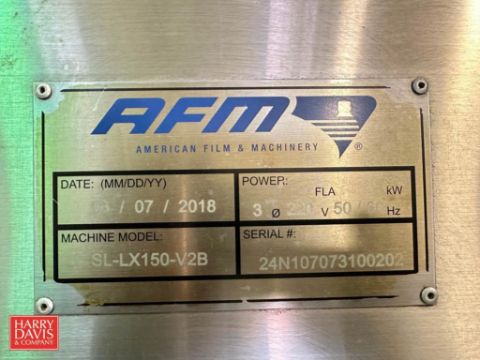 AFM
®
AMERICAN FILM & MACHINERY
DATE: (MM/DD/YY)
/ 07 / 2018
POWER:
FLA kW
3 Ø V 50 / Hz
MACHINE MODEL:
SL-LX150-V2B
SERIAL #:
24N107073100202
HARRY
DAVIS
& COMPANY